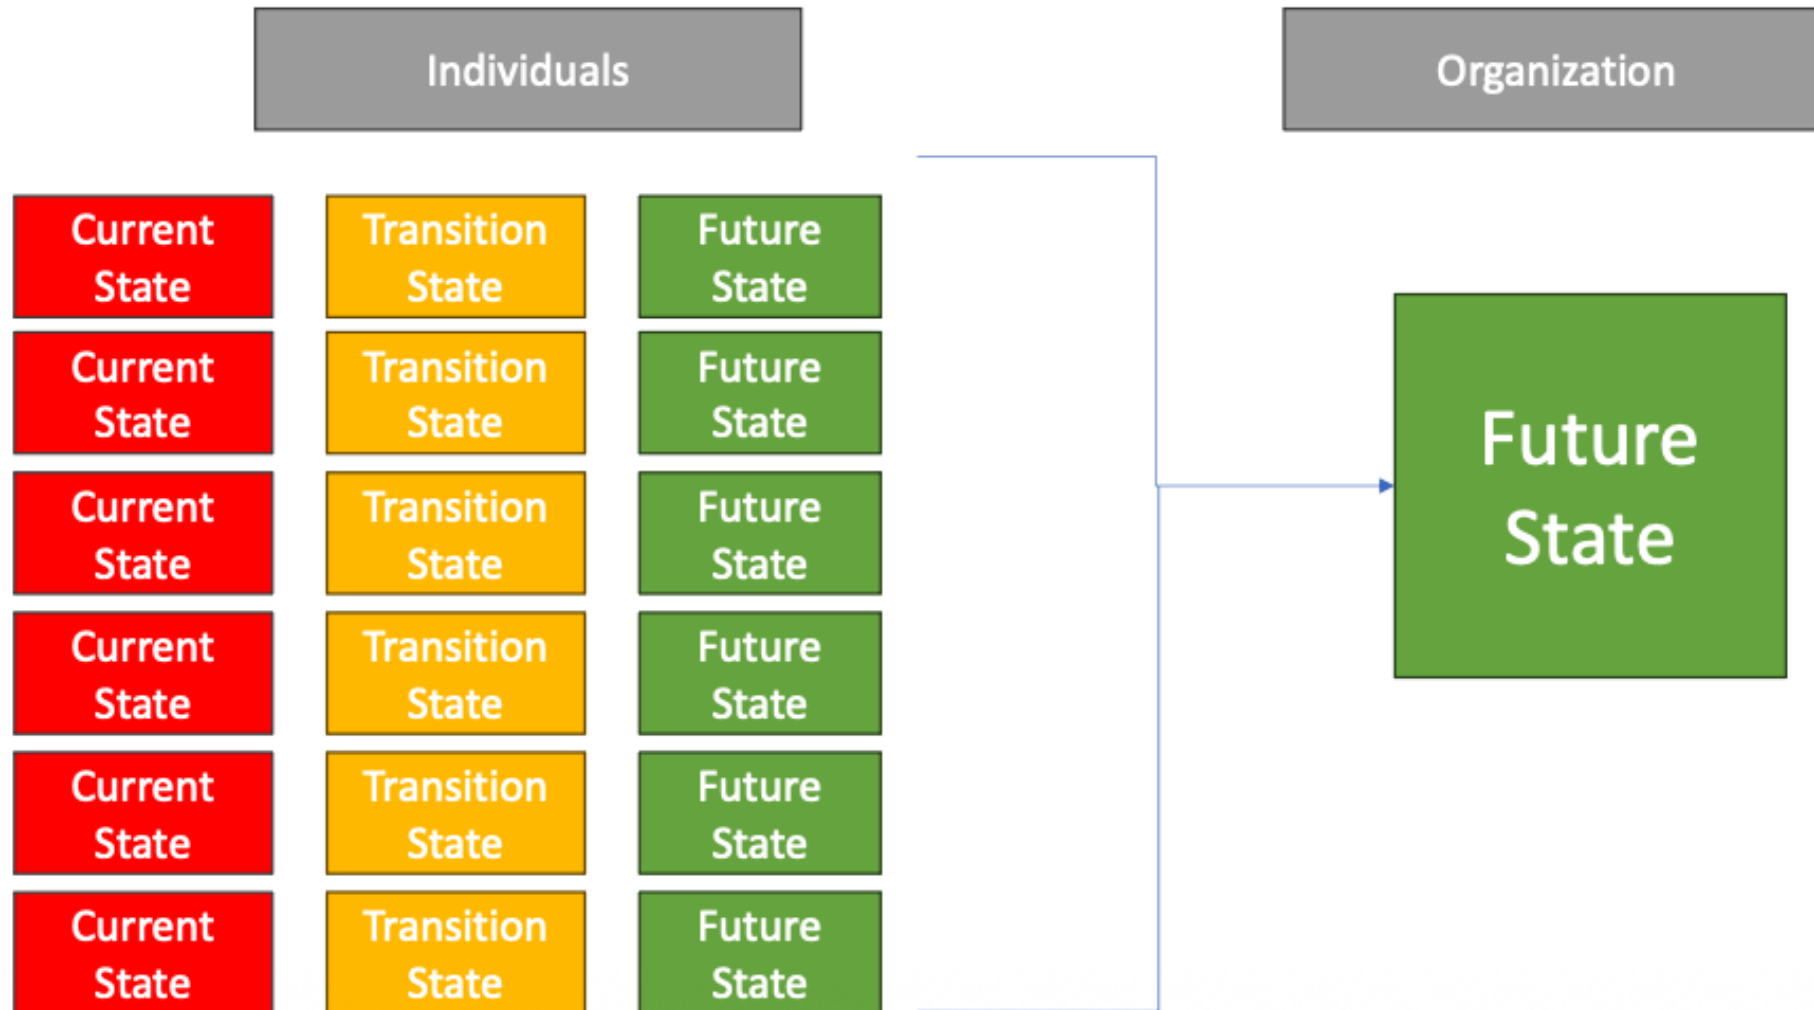 Individuals
Organization
Current
State
Transition
State
Future
State
Current
State
Transition
State
Future
State
Current
State
Transition
State
Future
State
Current
State
Transition
State
Future
State
Current
State
Transition
State
Future
State
Current
State
Transition
State
Future
State
Future
State